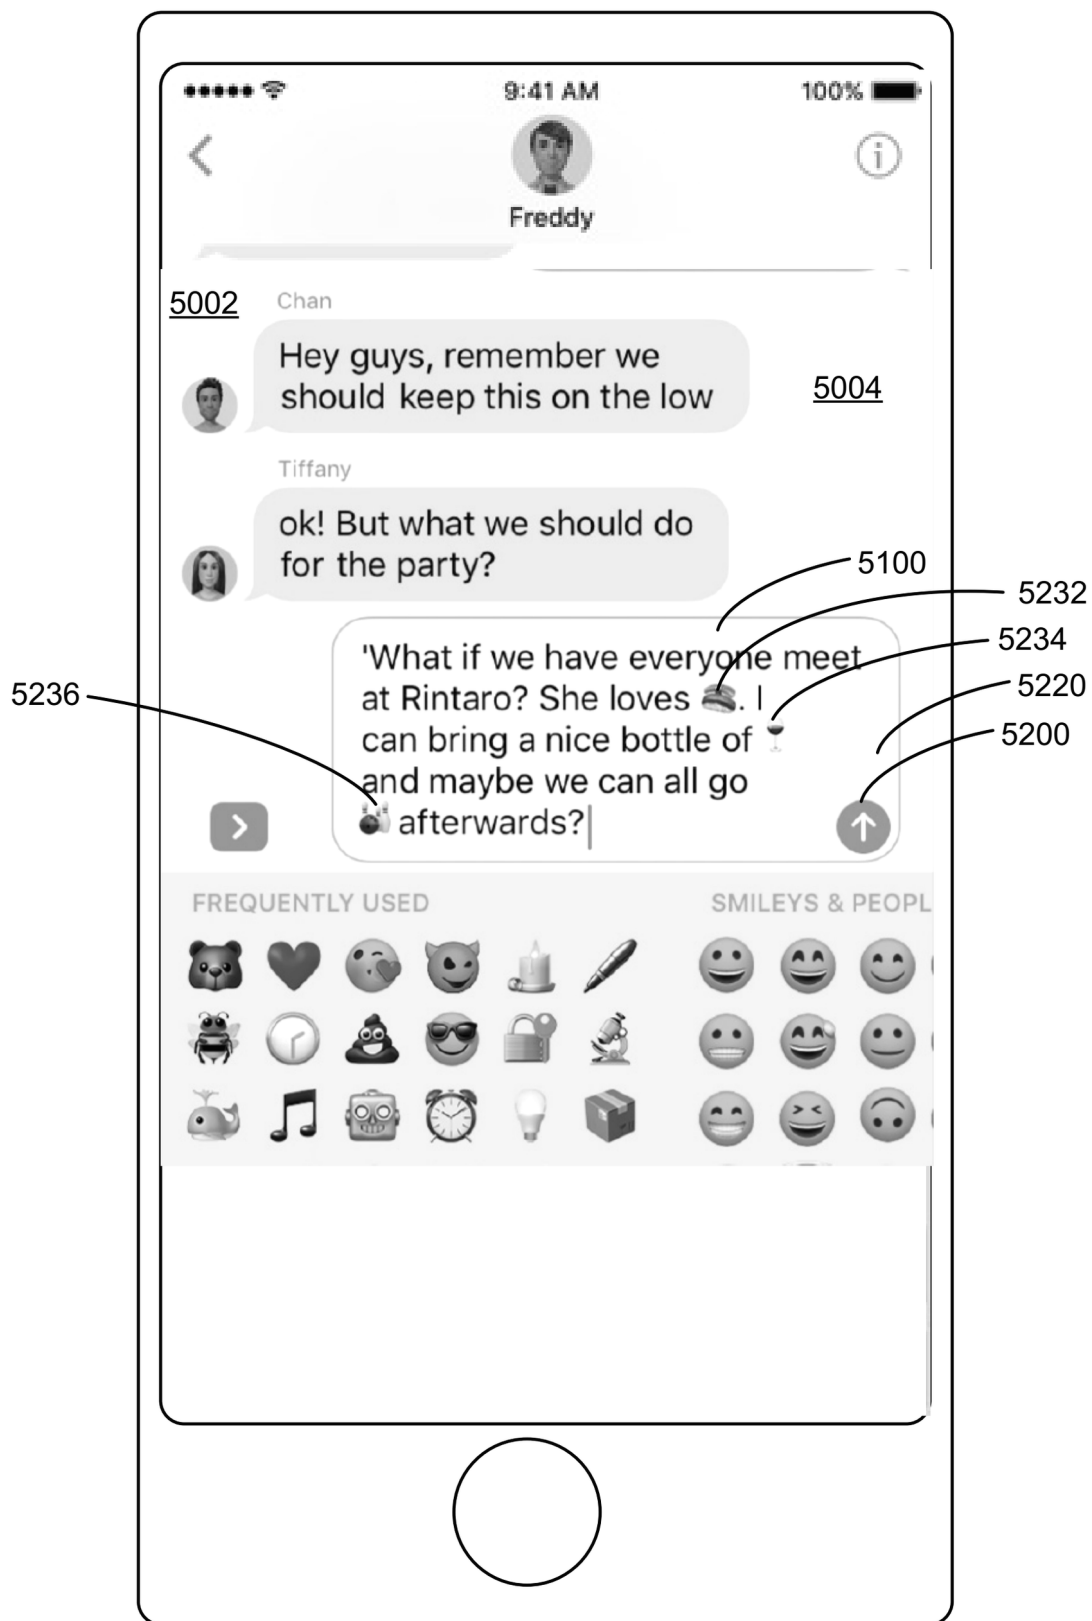 9:41 AM
100%
Freddy
5002
Chan
Hey guys, remember we
should keep this on the low
5004
Tiffany
ok! But what we should do
for the party?
5100
5232
5234
5220
5200
5236
'What if we have everyone meet
at Rintaro? She loves 🍔. I
can bring a nice bottle of 🍷
and maybe we can all go
🎳 afterwards?
FREQUENTLY USED
SMILEYS & PEOPL